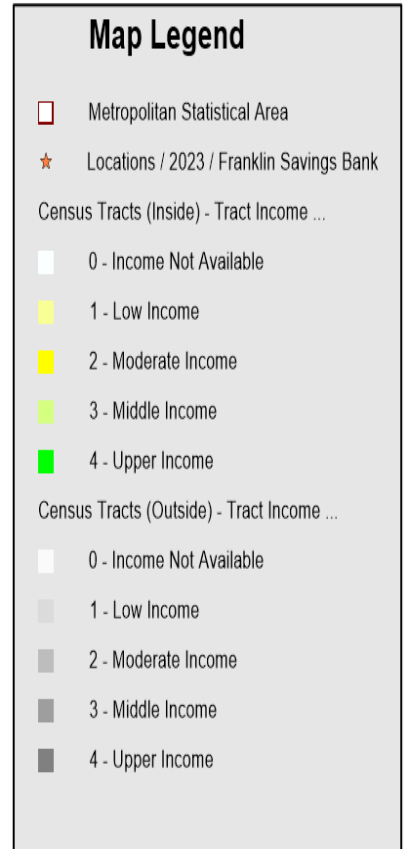 Map Legend
Metropolitan Statistical Area
Locations / 2023 / Franklin Savings Bank
Census Tracts (Inside) - Tract Income ...
0 - Income Not Available
1 - Low Income
2 - Moderate Income
3 - Middle Income
4 - Upper Income
Census Tracts (Outside) - Tract Income ...
0 - Income Not Available
1 - Low Income
2 - Moderate Income
3 - Middle Income
4 - Upper Income